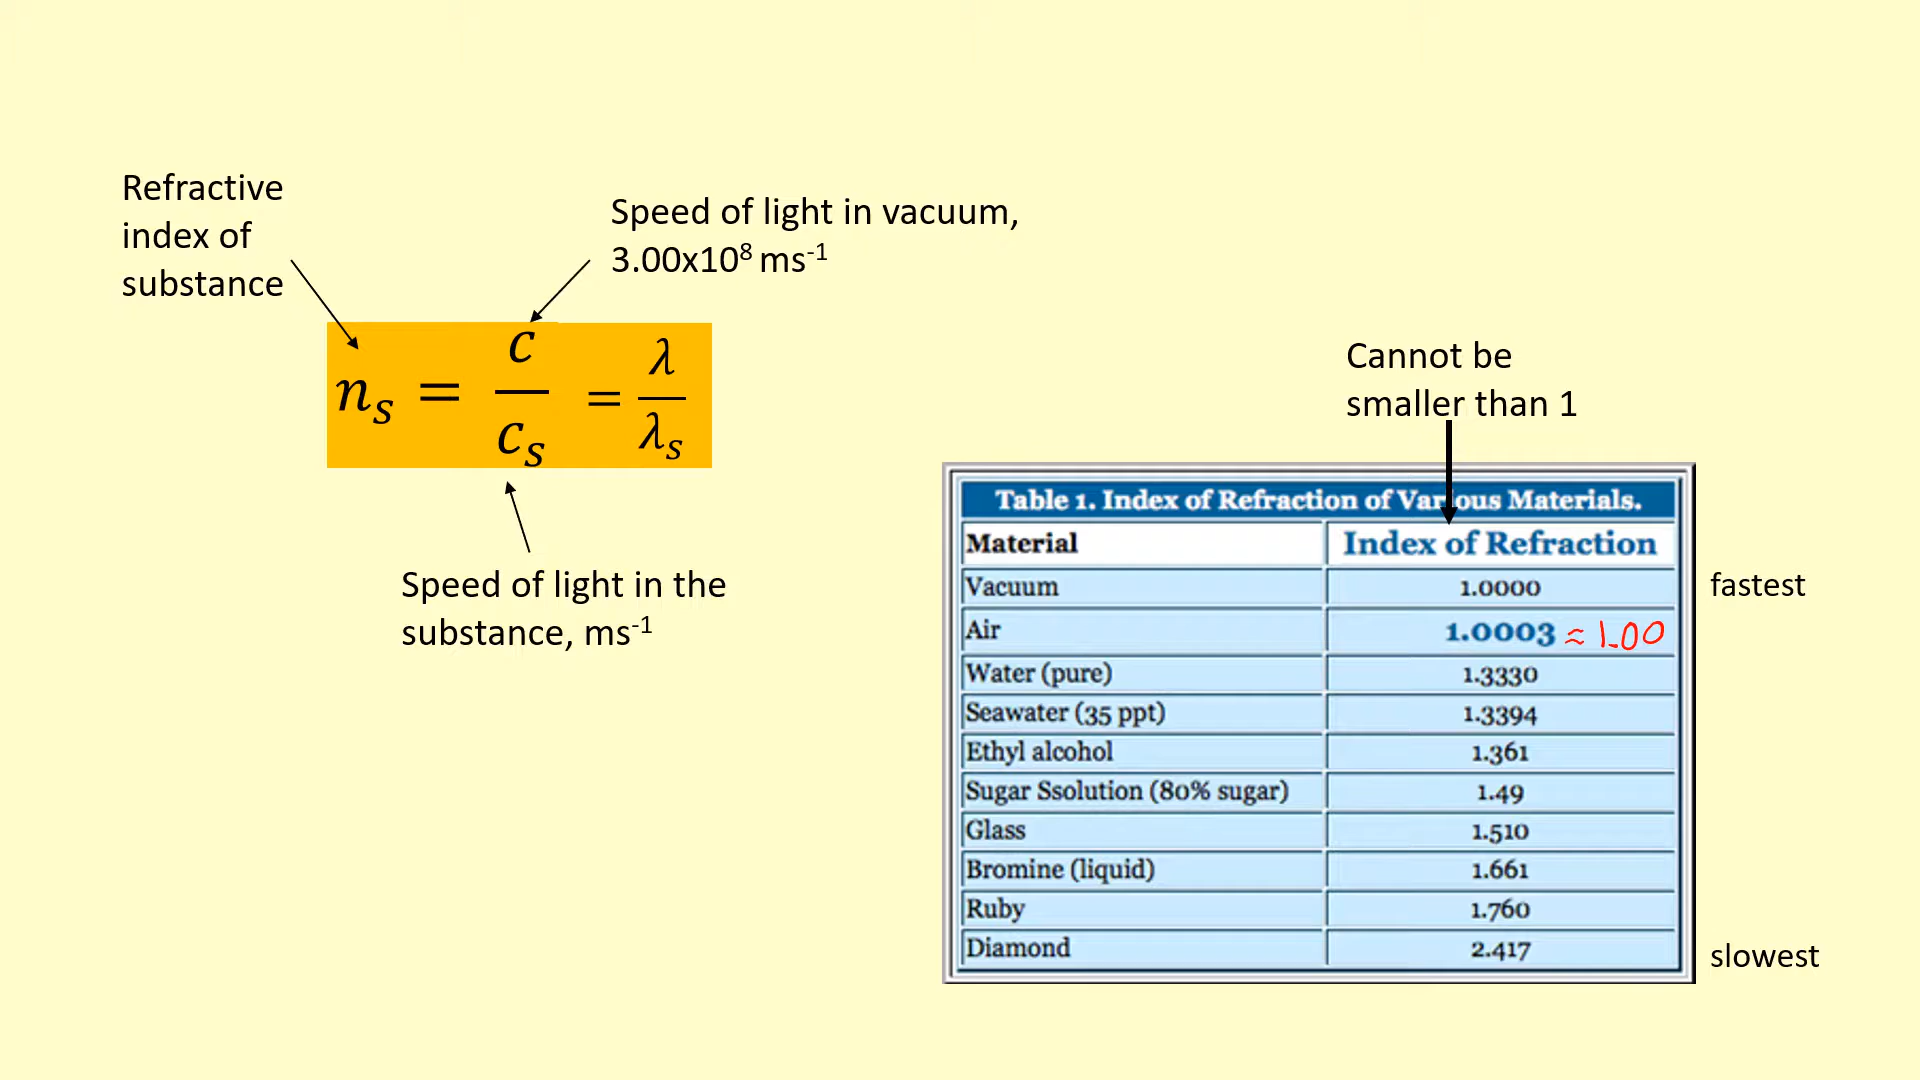 Refractive
index of
substance
Speed of light in vacuum,
3.00x10⁸ ms⁻¹
nₛ = c/cₛ = λ/λₛ
Speed of light in the
substance, ms⁻¹
Cannot be
smaller than 1
Table 1. Index of Refraction of Various Materials.
Material Index of Refraction
Vacuum 1.0000 fastest
Air 1.0003 ≈ 1.00
Water (pure) 1.3330
Seawater (35 ppt) 1.3394
Ethyl alcohol 1.361
Sugar Ssolution (80% sugar) 1.49
Glass 1.510
Bromine (liquid) 1.661
Ruby 1.760
Diamond 2.417 slowest